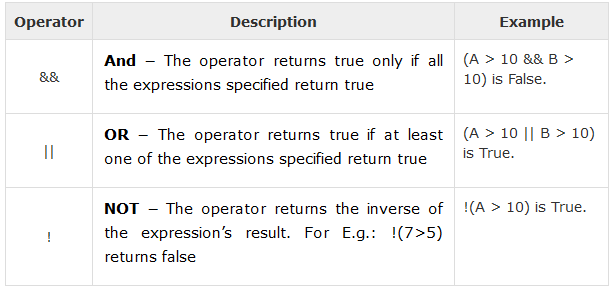 Operator Description Example
&& And – The operator returns true only if all (A > 10 && B >
the expressions specified return true 10) is False.
|| OR – The operator returns true if at least (A > 10 || B > 10)
one of the expressions specified return true is True.
! NOT – The operator returns the inverse of !(A > 10) is True.
the expression’s result. For E.g.: !(7>5)
returns false